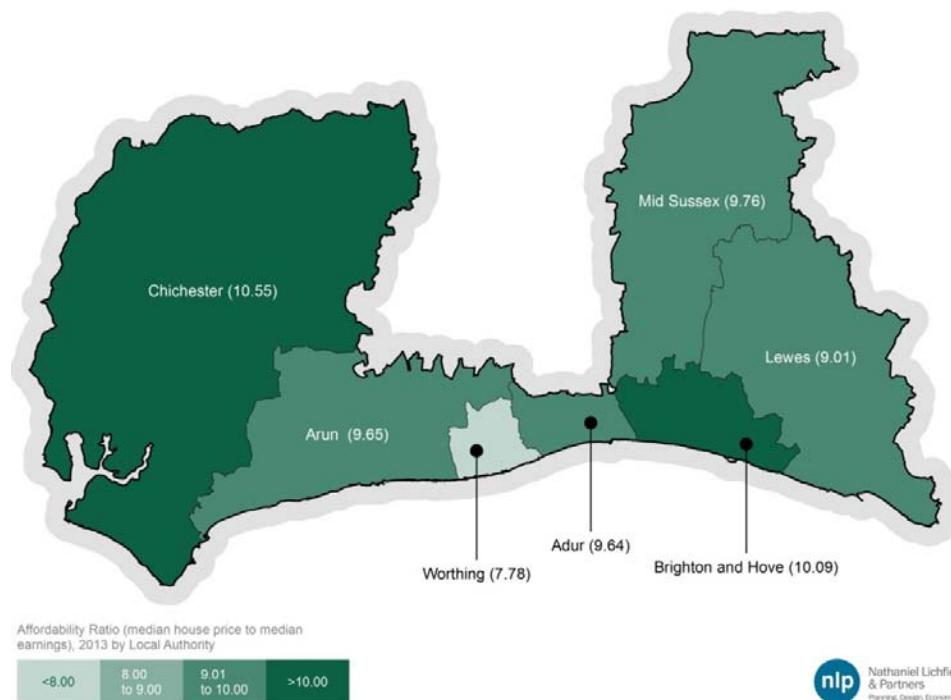 Mid Sussex (9.76)
Chichester (10.55)
Lewes (9.01)
Arun (9.65)
Adur (9.64)
Worthing (7.78)
Brighton and Hove (10.09)
Affordability Ratio (median house price to median
earnings), 2013 by Local Authority
<8.00
8.00
to 9.00
9.01
to 10.00
>10.00
nlp
Nathaniel
& Partners
Planning. Design.